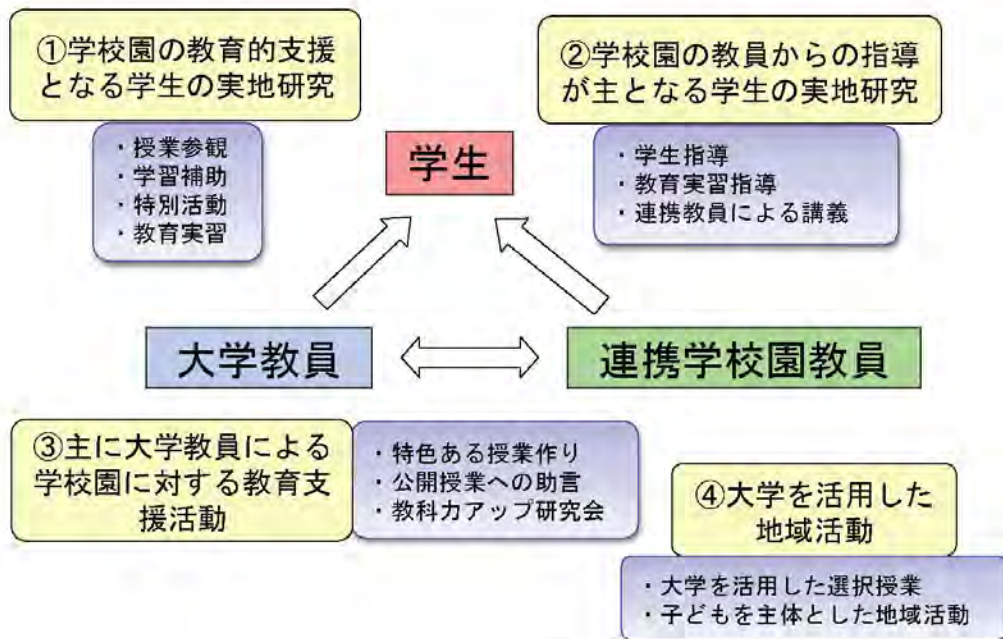 ①学校園の教育的支援
となる学生の実地研究
・授業参観
・学習補助
・特別活動
・教育実習
②学校園の教員からの指導
が主となる学生の実地研究
・学生指導
・教育実習指導
・連携教員による講義
学生
大学教員
連携学校園教員
③主に大学教員による
学校園に対する教育支
援活動
・特色ある授業作り
・公開授業への助言
・教科力アップ研究会
④大学を活用した
地域活動
・大学を活用した選択授業
・子どもを主体とした地域活動